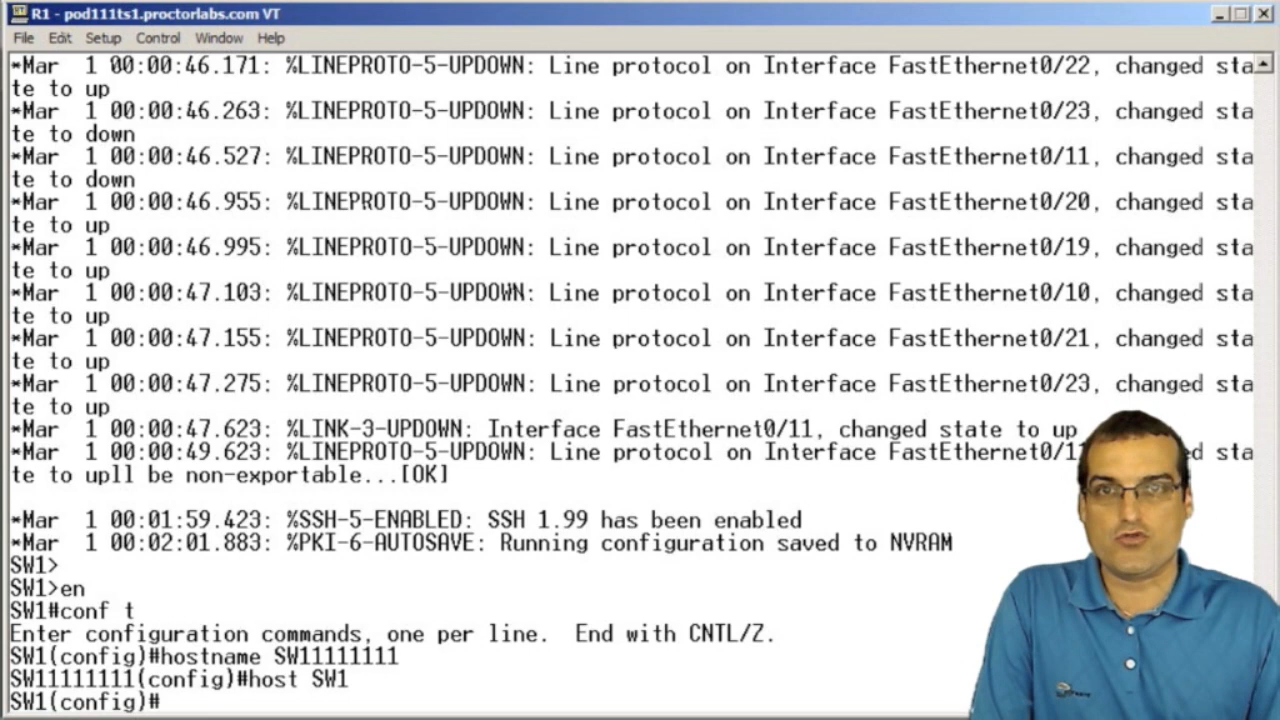 R1 - pod111ts1.proctorlabs.com VT
File Edit Setup Control Window Help
*Mar  1 00:00:46.171: %LINEPROTO-5-UPDOWN: Line protocol on Interface FastEthernet0/22, changed sta
te to up
*Mar  1 00:00:46.263: %LINEPROTO-5-UPDOWN: Line protocol on Interface FastEthernet0/23, changed sta
te to down
*Mar  1 00:00:46.527: %LINEPROTO-5-UPDOWN: Line protocol on Interface FastEthernet0/11, changed sta
te to down
*Mar  1 00:00:46.955: %LINEPROTO-5-UPDOWN: Line protocol on Interface FastEthernet0/20, changed sta
te to up
*Mar  1 00:00:46.995: %LINEPROTO-5-UPDOWN: Line protocol on Interface FastEthernet0/19, changed sta
te to up
*Mar  1 00:00:47.103: %LINEPROTO-5-UPDOWN: Line protocol on Interface FastEthernet0/10, changed sta
te to up
*Mar  1 00:00:47.155: %LINEPROTO-5-UPDOWN: Line protocol on Interface FastEthernet0/21, changed sta
te to up
*Mar  1 00:00:47.275: %LINEPROTO-5-UPDOWN: Line protocol on Interface FastEthernet0/23, changed sta
te to up
*Mar  1 00:00:47.623: %LINK-3-UPDOWN: Interface FastEthernet0/11, changed state to up
*Mar  1 00:00:49.623: %LINEPROTO-5-UPDOWN: Line protocol on Interface ed sta
te to upll be non-exportable...[OK]
*Mar  1 00:01:59.423: %SSH-5-ENABLED: SSH 1.99 has been enabled
*Mar  1 00:02:01.883: %PKI-6-AUTOSAVE: Running configuration saved to NVRAM
SW1>
SW1>en
SW1#conf t
Enter configuration commands, one per line.  End with CNTL/Z.
SW1(config)#hostname SW11111111
SW11111111(config)#host SW1
SW1(config)#